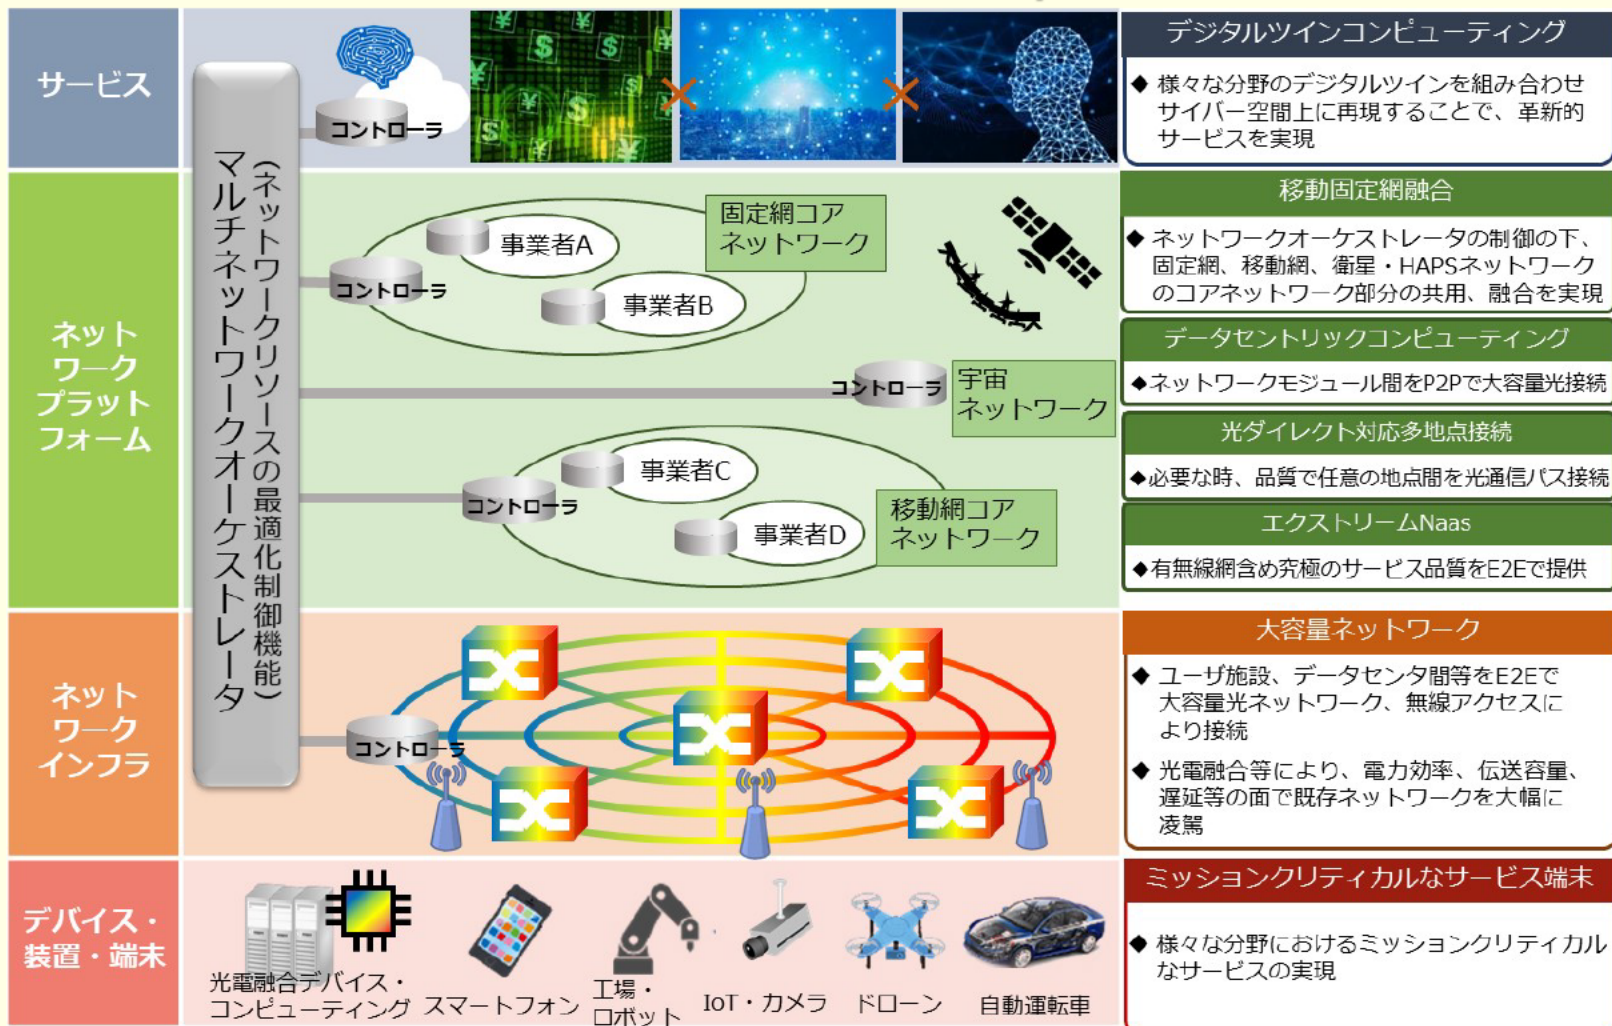 サービス
コントローラ
デジタルツインコンピューティング
◆ 様々な分野のデジタルツインを組み合わせ
サイバー空間上に再現することで、革新的
サービスを実現
マルチネットワークオーケストレータ
(ネットワークリソースの最適化制御機能)
ネット
ワーク
プラット
フォーム
固定網コア
ネットワーク
事業者A
コントローラ
事業者B
コントローラ
宇宙
ネットワーク
事業者C
コントローラ
事業者D
移動網コア
ネットワーク
移動固定網融合
◆ ネットワークオーケストレータの制御の下、
固定網、移動網、衛星・HAPSネットワーク
のコアネットワーク部分の共用、融合を実現
データセントリックコンピューティング
◆ネットワークモジュール間をP2Pで大容量光接続
光ダイレクト対応多地点接続
◆必要な時、品質で任意の地点間を光通信パス接続
エクストリームNaas
◆有無線網含め究極のサービス品質をE2Eで提供
ネット
ワーク
インフラ
コントローラ
大容量ネットワーク
◆ ユーザ施設、データセンタ間等をE2Eで
大容量光ネットワーク、無線アクセスに
より接続
◆ 光電融合等により、電力効率、伝送容量、
遅延等の面で既存ネットワークを大幅に
凌駕
デバイス・
装置・端末
光電融合デバイス・
コンピューティング
スマートフォン
工場・
ロボット
IoT・カメラ
ドローン
自動運転車
ミッションクリティカルなサービス端末
◆ 様々な分野におけるミッションクリティカル
なサービスの実現